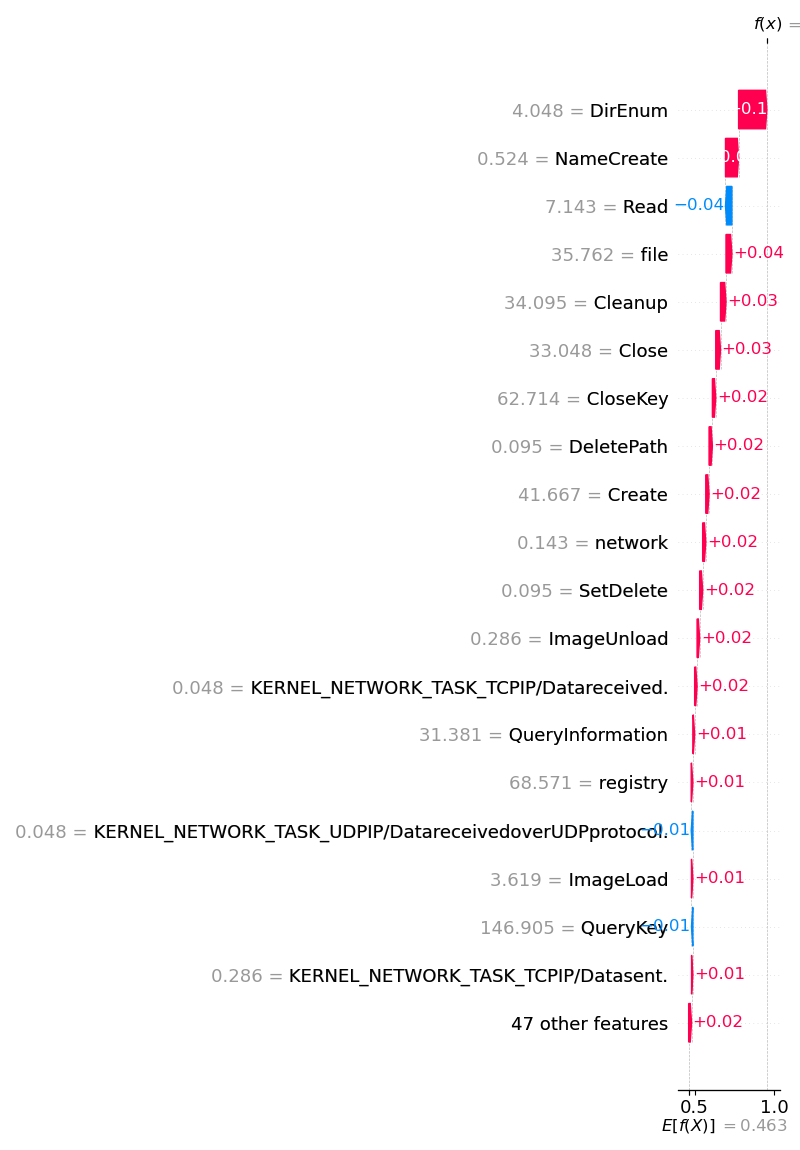 f(x) =
4.048 = DirEnum
0.524 = NameCreate
7.143 = Read −0.04
35.762 = file +0.04
34.095 = Cleanup +0.03
33.048 = Close +0.03
62.714 = CloseKey +0.02
0.095 = DeletePath +0.02
41.667 = Create +0.02
0.143 = network +0.02
0.095 = SetDelete +0.02
0.286 = ImageUnload +0.02
0.048 = KERNEL_NETWORK_TASK_TCPIP/Datareceived. +0.02
31.381 = QueryInformation +0.01
68.571 = registry +0.01
0.048 = KERNEL_NETWORK_TASK_UDPIP/DatareceivedoverUDPprotocol. −0.01
3.619 = ImageLoad +0.01
146.905 = QueryKey −0.01
0.286 = KERNEL_NETWORK_TASK_TCPIP/Datasent. +0.01
47 other features +0.02
0.5 1.0
E[f(X)] = 0.463